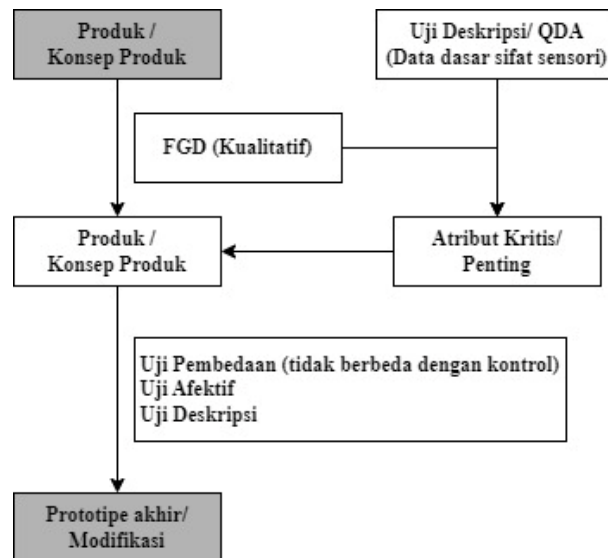 Produk /
Konsep Produk
Uji Deskripsi/ QDA
(Data dasar sifat sensori)
FGD (Kualitatif)
Produk /
Konsep Produk
Atribut Kritis/
Penting
Uji Pembedaan (tidak berbeda dengan kontrol)
Uji Afektif
Uji Deskripsi
Prototipe akhir/
Modifikasi